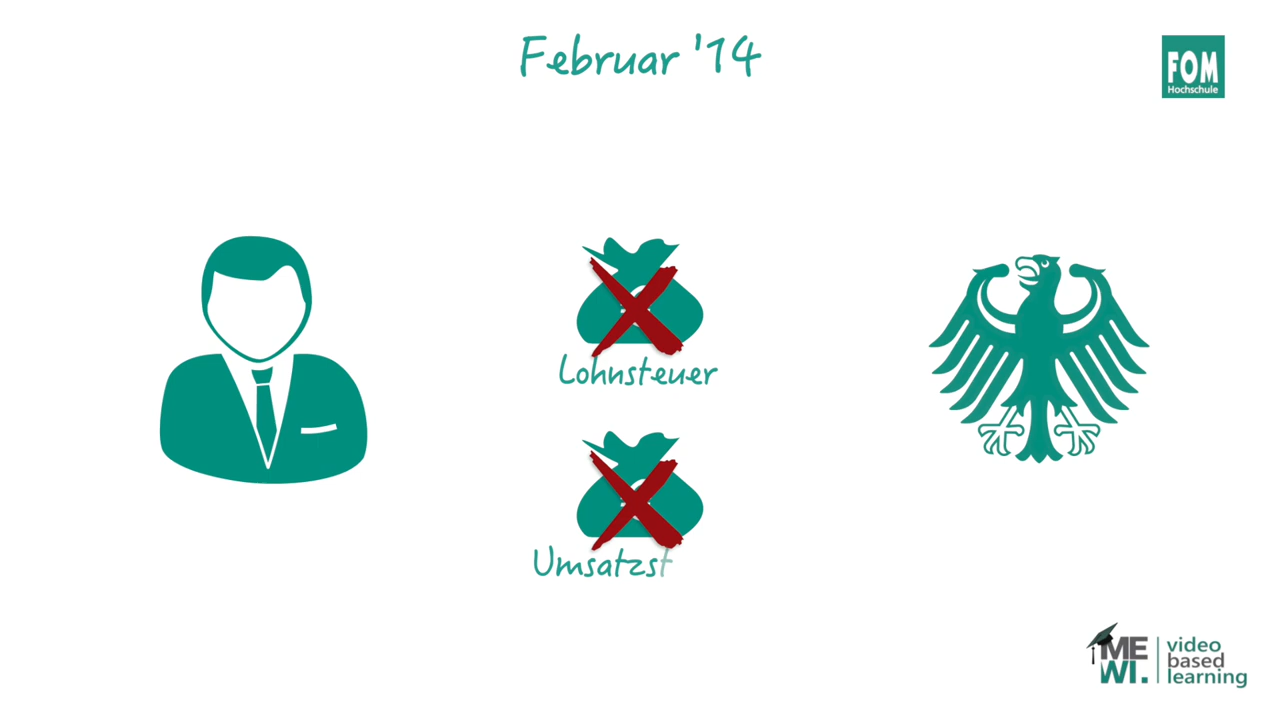 Februar '14
FOM
Hochschule
Lohnsteuer
Umsatzst
MEWI.
video
based
learning